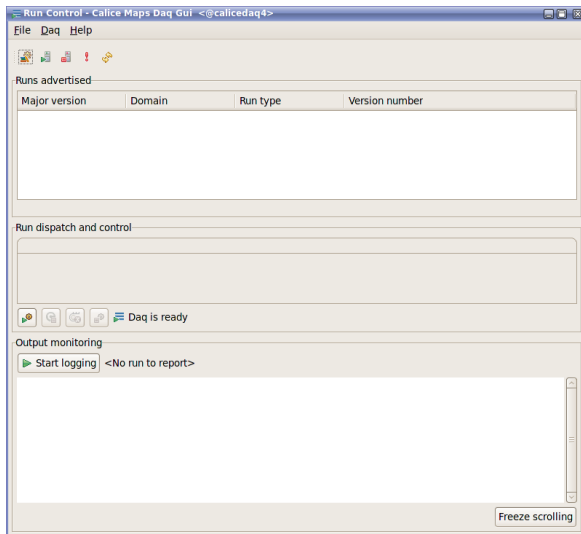 Run Control - Calice Maps Daq Gui <@calicedaq4>
File Daq Help
Runs advertised
Major version Domain Run type Version number
Run dispatch and control
Daq is ready
Output monitoring
Start logging <No run to report>
Freeze scrolling